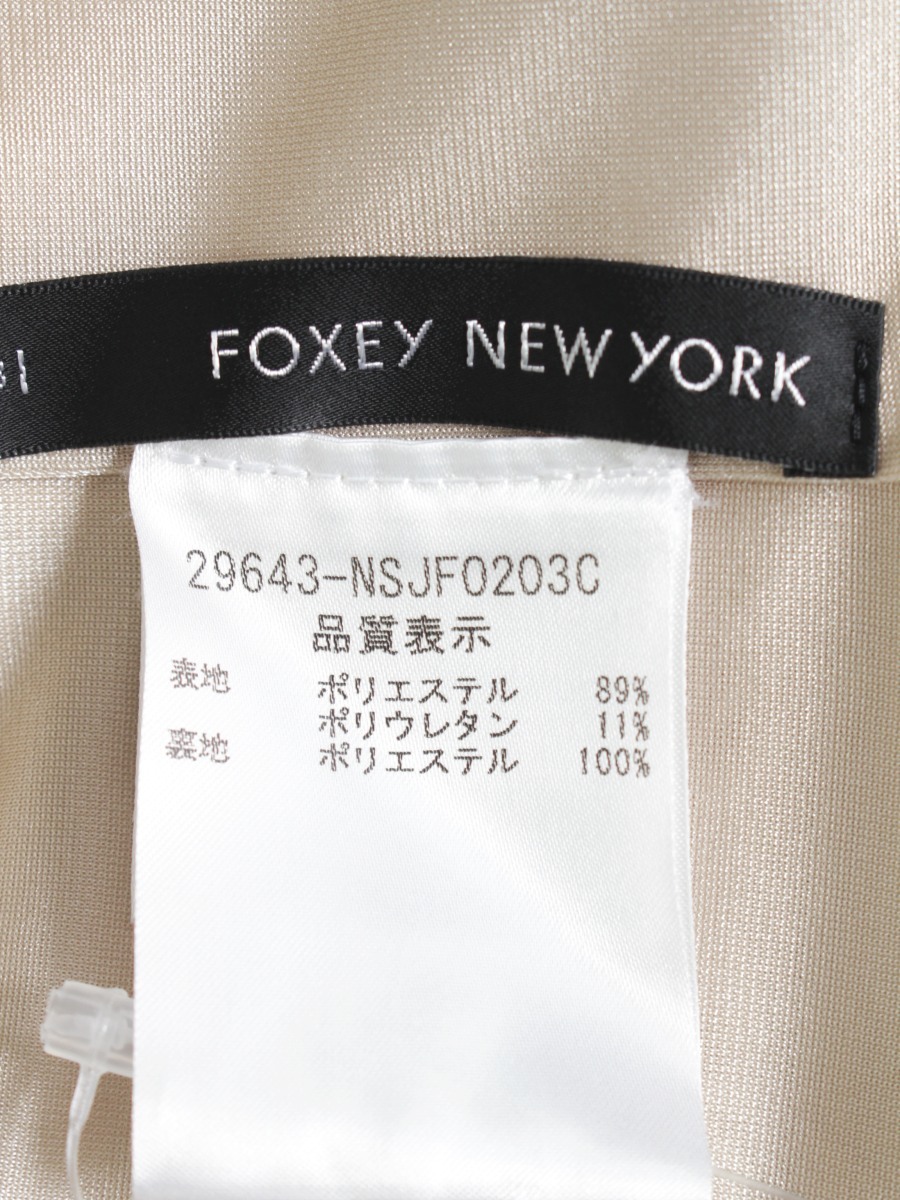 FOXEY NEW YORK
29643-NSJF0203C
品質表示
表地 ポリエステル 89%
ポリウレタン 11%
裏地 ポリエステル 100%